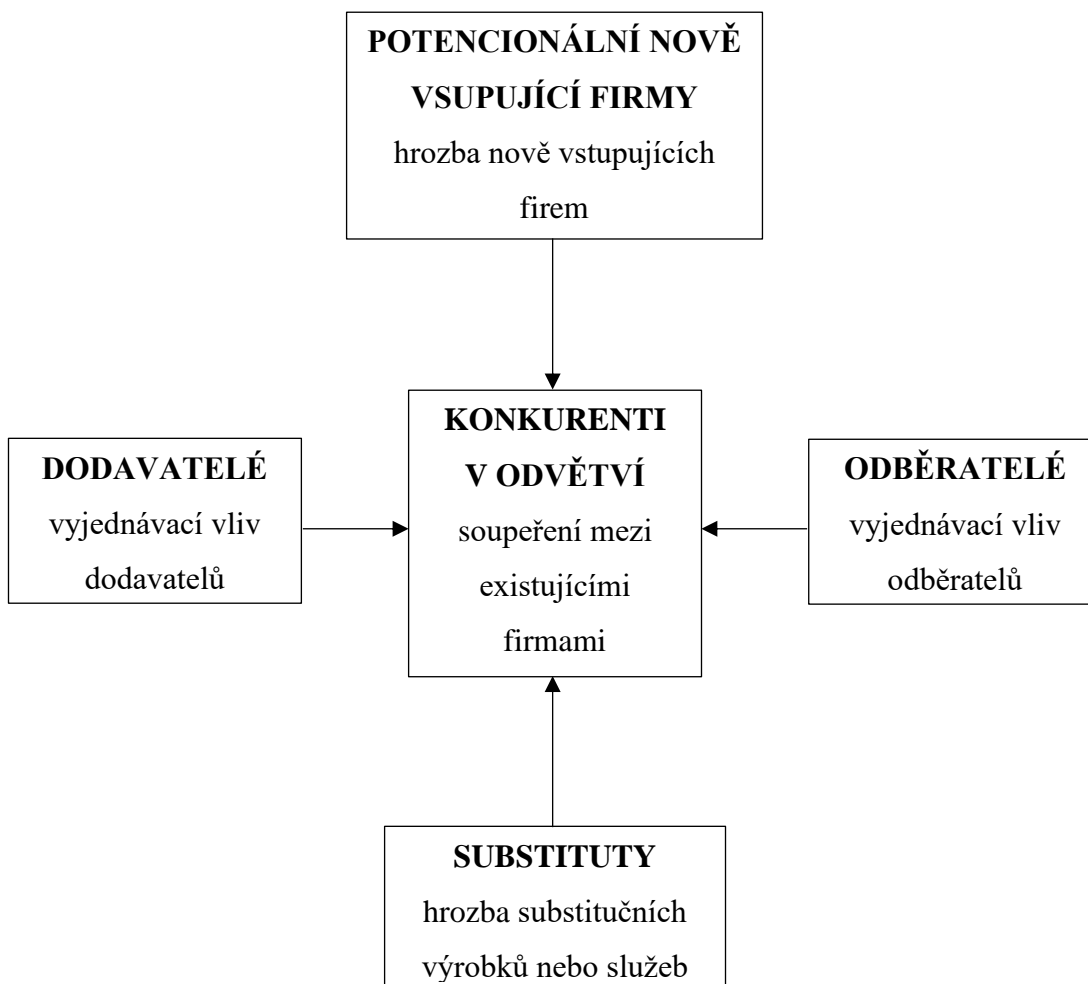 POTENCIONÁLNÍ NOVĚ
VSUPUJÍCÍ FIRMY
hrozba nově vstupujících
firem
DODAVATELÉ
vyjednávací vliv
dodavatelů
KONKURENTI
V ODVĚTVÍ
soupeření mezi
existujícími
firmami
ODBĚRATELÉ
vyjednávací vliv
odběratelů
SUBSTITUTY
hrozba substitučních
výrobků nebo služeb